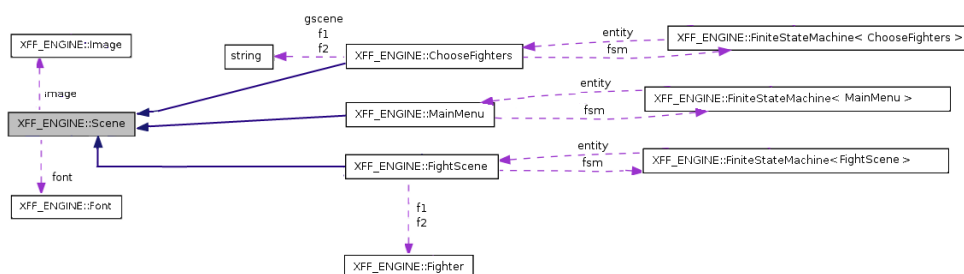 gscene
f1
f2
XFF_ENGINE::Image
string
XFF_ENGINE::ChooseFighters
entity
fsm
XFF_ENGINE::FiniteStateMachine< ChooseFighters >
image
XFF_ENGINE::Scene
XFF_ENGINE::MainMenu
entity
fsm
XFF_ENGINE::FiniteStateMachine< MainMenu >
font
XFF_ENGINE::FightScene
entity
fsm
XFF_ENGINE::FiniteStateMachine<FightScene >
XFF_ENGINE::Font
f1
f2
XFF_ENGINE::Fighter